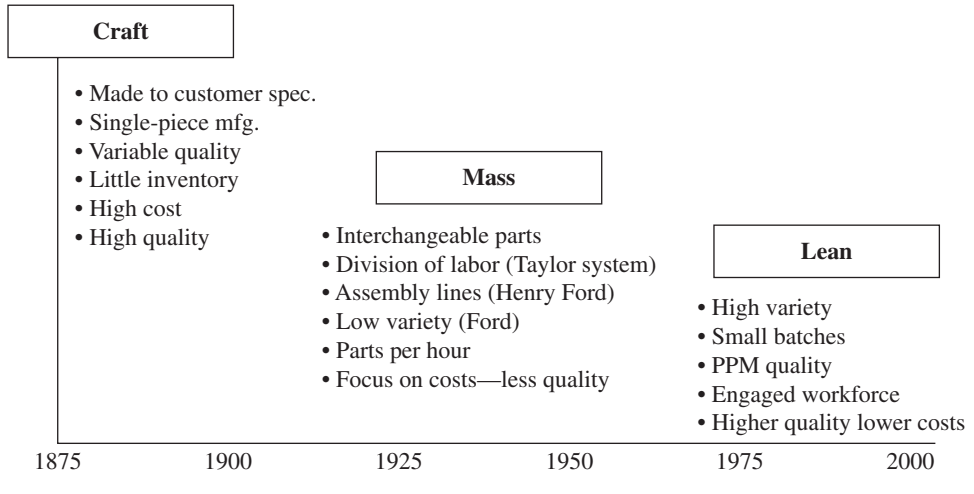 Craft
• Made to customer spec.
• Single-piece mfg.
• Variable quality
• Little inventory
• High cost
• High quality
Mass
• Interchangeable parts
• Division of labor (Taylor system)
• Assembly lines (Henry Ford)
• Low variety (Ford)
• Parts per hour
• Focus on costs—less quality
Lean
• High variety
• Small batches
• PPM quality
• Engaged workforce
• Higher quality lower costs
1875 1900 1925 1950 1975 2000